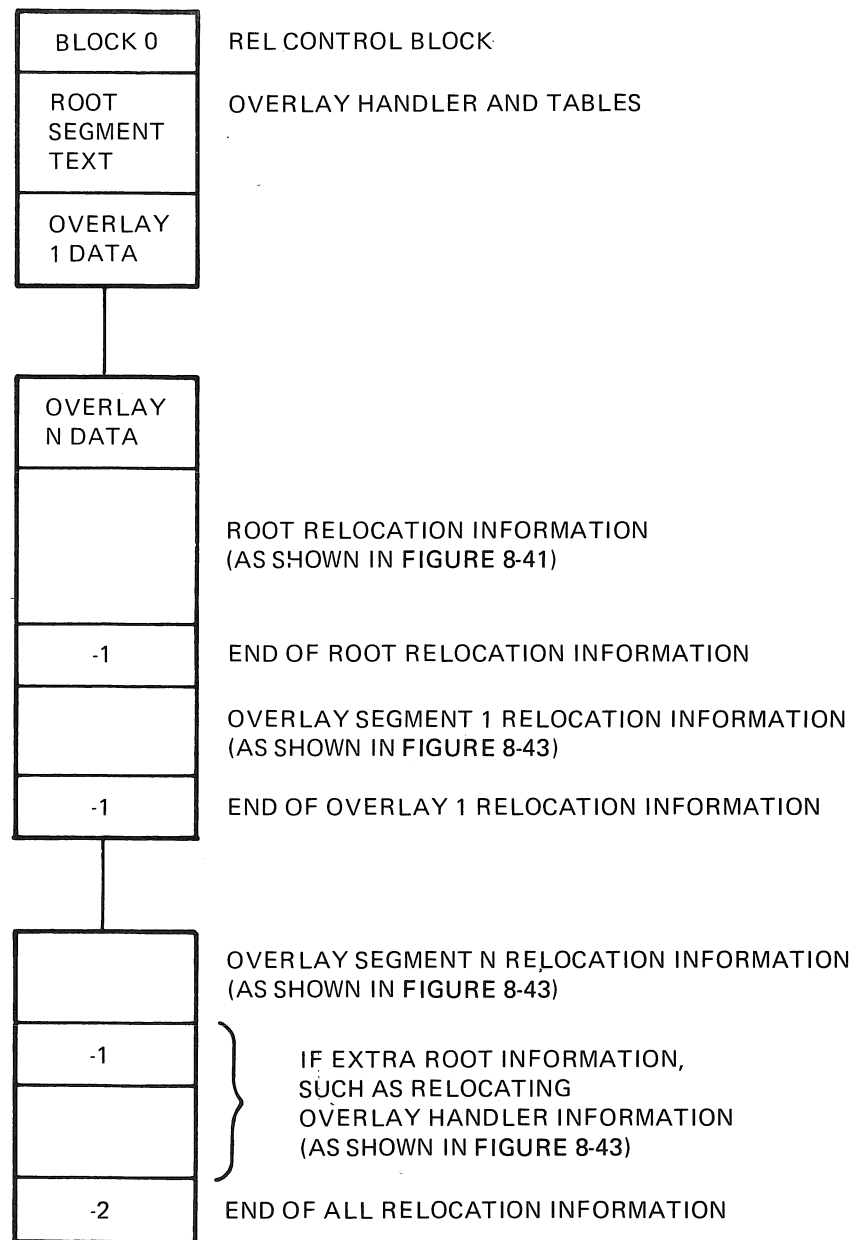 BLOCK 0 REL CONTROL BLOCK
ROOT OVERLAY HANDLER AND TABLES
SEGMENT
TEXT
OVERLAY
1 DATA
OVERLAY
N DATA
ROOT RELOCATION INFORMATION
(AS SHOWN IN FIGURE 8-41)
-1 END OF ROOT RELOCATION INFORMATION
OVERLAY SEGMENT 1 RELOCATION INFORMATION
(AS SHOWN IN FIGURE 8-43)
-1 END OF OVERLAY 1 RELOCATION INFORMATION
OVERLAY SEGMENT N RELOCATION INFORMATION
(AS SHOWN IN FIGURE 8-43)
-1 IF EXTRA ROOT INFORMATION,
SUCH AS RELOCATING
OVERLAY HANDLER INFORMATION
(AS SHOWN IN FIGURE 8-43)
-2 END OF ALL RELOCATION INFORMATION